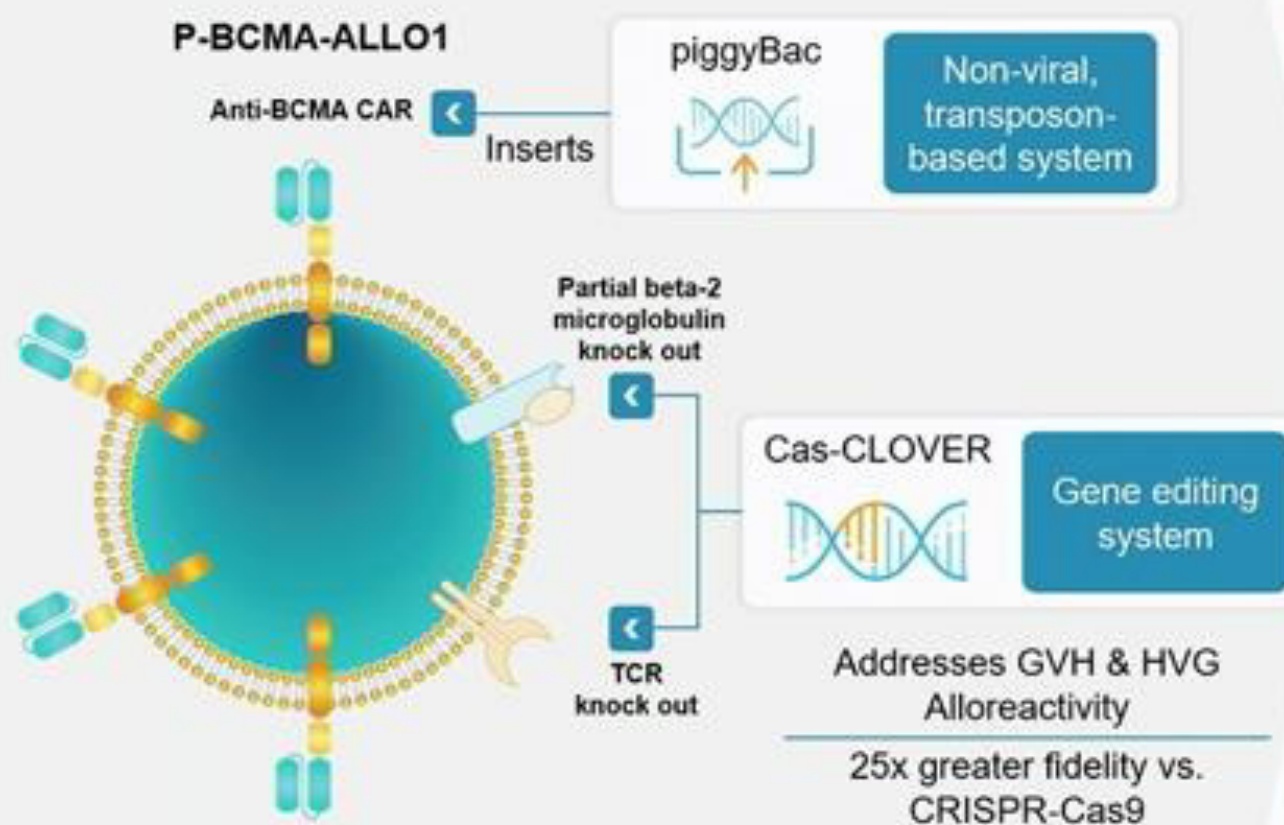 P-BCMA-ALLO1
Anti-BCMA CAR
Inserts
piggyBac
Non-viral,
transposon-
based system
Partial beta-2
microglobulin
knock out
Cas-CLOVER
Gene editing
system
TCR
knock out
Addresses GVH & HVG
Alloreactivity
25x greater fidelity vs.
CRISPR-Cas9